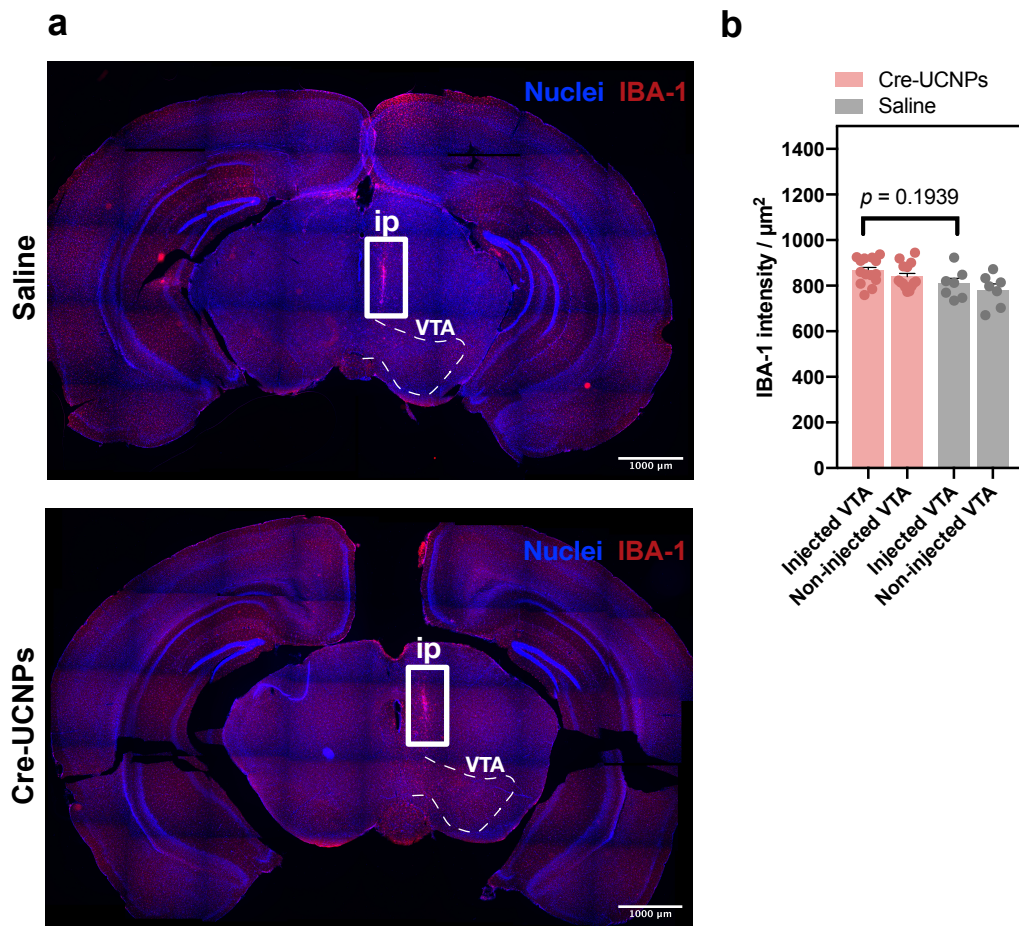 a
Saline
Nuclei IBA-1
ip
VTA
1000 µm
Cre-UCNPs
Nuclei IBA-1
ip
VTA
1000 µm
b
Cre-UCNPs
Saline
IBA-1 intensity / µm²
1400
1200
1000
800
600
400
200
0
p = 0.1939
Injected VTA
Non-injected VTA
Injected VTA
Non-injected VTA